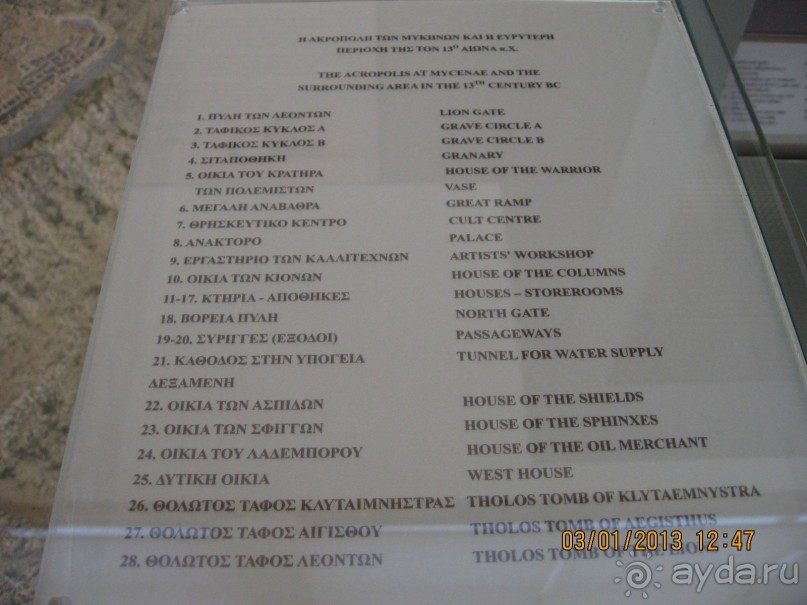 Η ΑΚΡΟΠΟΛΗ ΤΩΝ ΜΥΚΗΝΩΝ ΚΑΙ Η ΕΥΡΥΤΕΡΗ
ΠΕΡΙΟΧΗ ΤΗΣ ΤΟΝ 13Ο ΑΙΩΝΑ π.Χ.
THE ACROPOLIS AT MYCENAE AND THE
SURROUNDING AREA IN THE 13TH CENTURY BC
1. ΠΥΛΗ ΤΩΝ ΛΕΟΝΤΩΝ LION GATE
2. ΤΑΦΙΚΟΣ ΚΥΚΛΟΣ Α GRAVE CIRCLE A
3. ΤΑΦΙΚΟΣ ΚΥΚΛΟΣ Β GRAVE CIRCLE B
4. ΣΙΤΑΠΟΘΗΚΗ GRANARY
5. ΟΙΚΙΑ ΤΟΥ ΚΡΑΤΗΡΑ HOUSE OF THE WARRIOR
ΤΩΝ ΠΟΛΕΜΙΣΤΩΝ VASE
6. ΜΕΓΑΛΗ ΑΝΑΒΑΘΡΑ GREAT RAMP
7. ΘΡΗΣΚΕΥΤΙΚΟ ΚΕΝΤΡΟ CULT CENTRE
8. ΑΝΑΚΤΟΡΟ PALACE
9. ΕΡΓΑΣΤΗΡΙΟ ΤΩΝ ΚΑΛΛΙΤΕΧΝΩΝ ARTISTS' WORKSHOP
10. ΟΙΚΙΑ ΤΩΝ ΚΙΟΝΩΝ HOUSE OF THE COLUMNS
11-17. ΚΤΗΡΙΑ - ΑΠΟΘΗΚΕΣ HOUSES – STOREROOMS
18. ΒΟΡΕΙΑ ΠΥΛΗ NORTH GATE
19-20. ΣΥΡΙΓΓΕΣ (ΕΞΟΔΟΙ) PASSAGEWAYS
21. ΚΑΘΟΔΟΣ ΣΤΗΝ ΥΠΟΓΕΙΑ TUNNEL FOR WATER SUPPLY
ΔΕΞΑΜΕΝΗ
22. ΟΙΚΙΑ ΤΩΝ ΑΣΠΙΔΩΝ HOUSE OF THE SHIELDS
23. ΟΙΚΙΑ ΤΩΝ ΣΦΙΓΓΩΝ HOUSE OF THE SPHINXES
24. ΟΙΚΙΑ ΤΟΥ ΛΑΔΕΜΠΟΡΟΥ HOUSE OF THE OIL MERCHANT
25. ΔΥΤΙΚΗ ΟΙΚΙΑ WEST HOUSE
26. ΘΟΛΩΤΟΣ ΤΑΦΟΣ ΚΛΥΤΑΙΜΝΗΣΤΡΑΣ THOLOS TOMB OF KLYTAEMNYSTRA
27. ΘΟΛΩΤΟΣ ΤΑΦΟΣ ΑΙΓΙΣΘΟΥ THOLOS TOMB OF AEGISTHUS
28. ΘΟΛΩΤΟΣ ΤΑΦΟΣ ΛΕΟΝΤΩΝ THOLOS TOMB OF THE
03/01/2013 12:47
ayda.ru